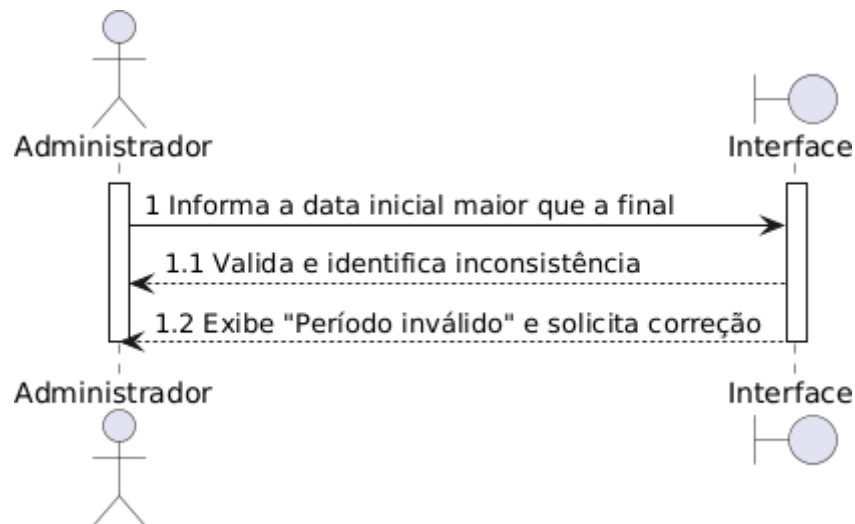 Administrador
Interface
1 Informa a data inicial maior que a final
1.1 Valida e identifica inconsistência
1.2 Exibe "Período inválido" e solicita correção
Administrador
Interface